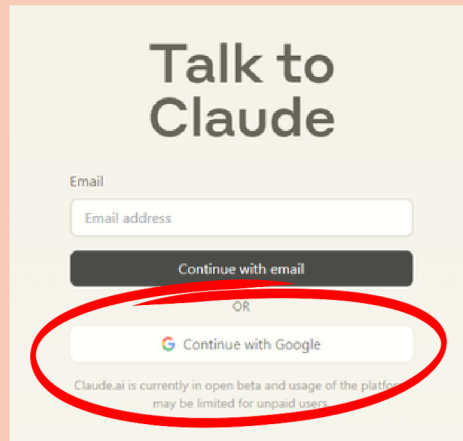 Talk to
Claude
Email
Email address
Continue with email
OR
Continue with Google
Claude.ai is currently in open beta and usage of the platform
may be limited for unpaid users.